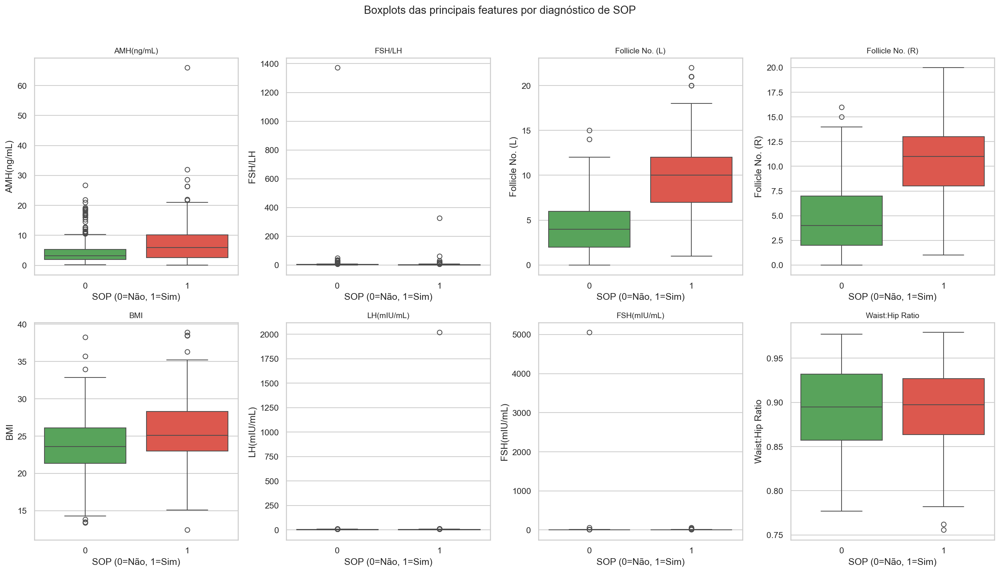 Boxplots das principais features por diagnóstico de SOP
AMH(ng/mL)
AMH(ng/mL)
60
50
40
30
20
10
0
0 1
SOP (0=Não, 1=Sim)
FSH/LH
FSH/LH
1400
1200
1000
800
600
400
200
0
0 1
SOP (0=Não, 1=Sim)
Follicle No. (L)
Follicle No. (L)
20
15
10
5
0
0 1
SOP (0=Não, 1=Sim)
Follicle No. (R)
Follicle No. (R)
20.0
17.5
15.0
12.5
10.0
7.5
5.0
2.5
0.0
0 1
SOP (0=Não, 1=Sim)
BMI
BMI
40
35
30
25
20
15
0 1
SOP (0=Não, 1=Sim)
LH(mIU/mL)
LH(mIU/mL)
2000
1750
1500
1250
1000
750
500
250
0
0 1
SOP (0=Não, 1=Sim)
FSH(mIU/mL)
FSH(mIU/mL)
5000
4000
3000
2000
1000
0
0 1
SOP (0=Não, 1=Sim)
Waist:Hip Ratio
Waist:Hip Ratio
0.95
0.90
0.85
0.80
0.75
0 1
SOP (0=Não, 1=Sim)